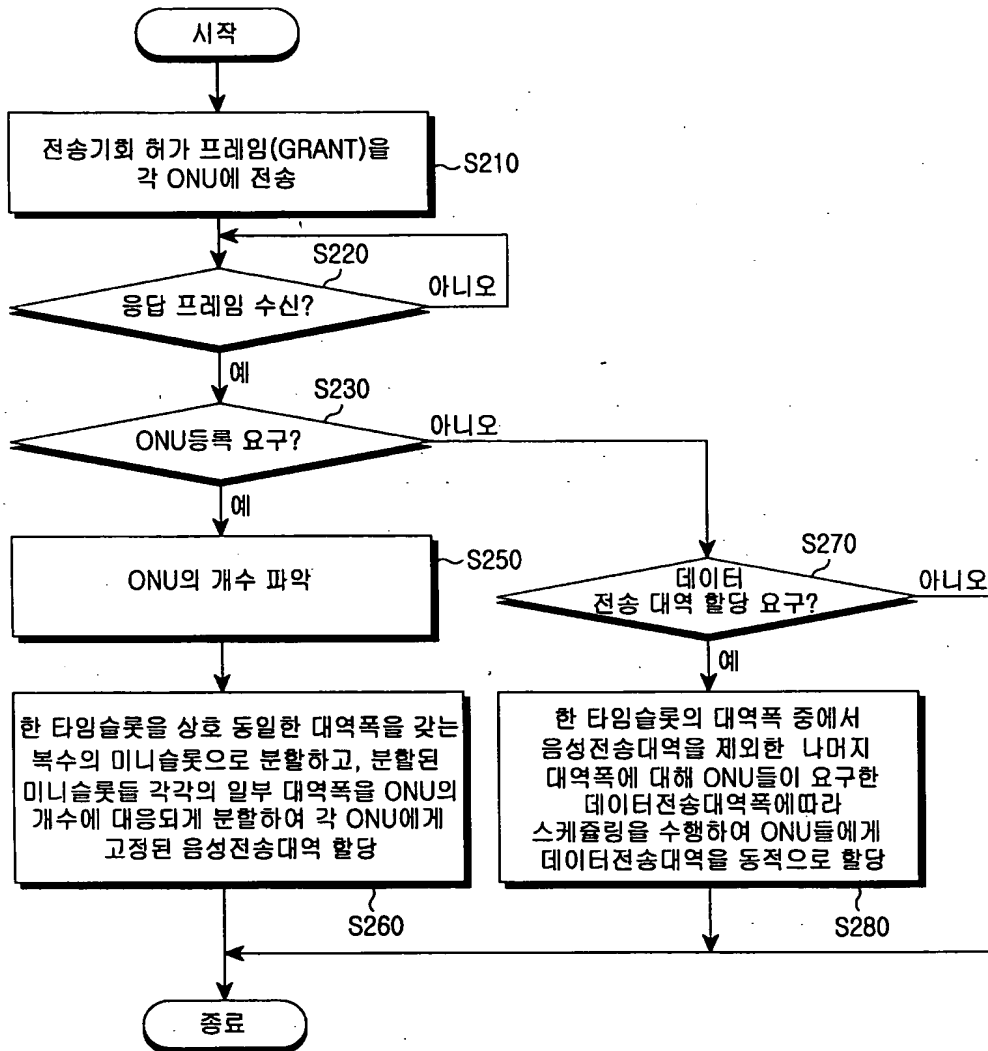 시작
전송기회 허가 프레임(GRANT)을
각 ONU에 전송
S210
S220
응답 프레임 수신?
아니오
예
S230
ONU등록 요구?
아니오
예
ONU의 개수 파악
S250
S270
데이터
전송 대역 할당 요구?
아니오
예
한 타임슬롯을 상호 동일한 대역폭을 갖는
복수의 미니슬롯으로 분할하고, 분할된
미니슬롯들 각각의 일부 대역폭을 ONU의
개수에 대응되게 분할하여 각 ONU에게
고정된 음성전송대역 할당
S260
한 타임슬롯의 대역폭 중에서
음성전송대역을 제외한 나머지
대역폭에 대해 ONU들이 요구한
데이터전송대역폭에따라
스케쥴링을 수행하여 ONU들에게
데이터전송대역을 동적으로 할당
S280
종료